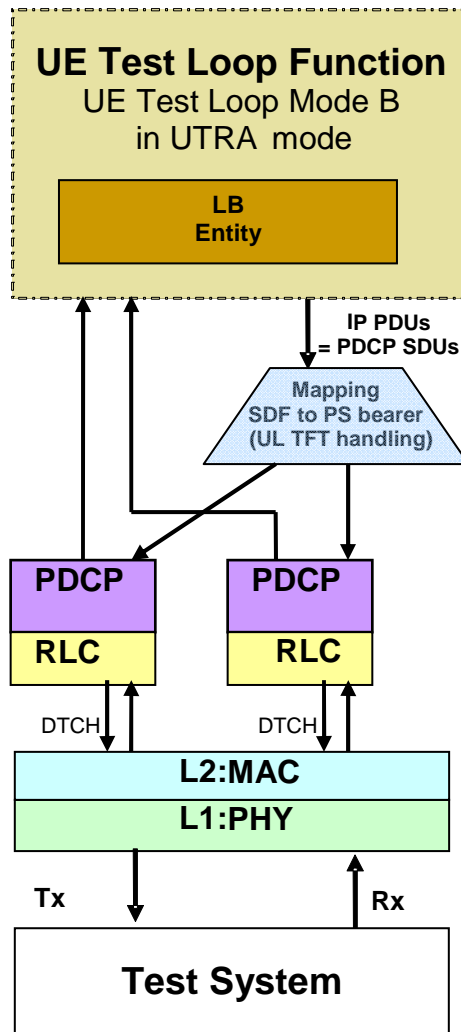 UE Test Loop Function
UE Test Loop Mode B
in UTRA mode
LB
Entity
IP PDUs
= PDCP SDUs
Mapping
SDF to PS bearer
(UL TFT handling)
PDCP
PDCP
RLC
RLC
DTCH
DTCH
L2:MAC
L1:PHY
Tx
Rx
Test System